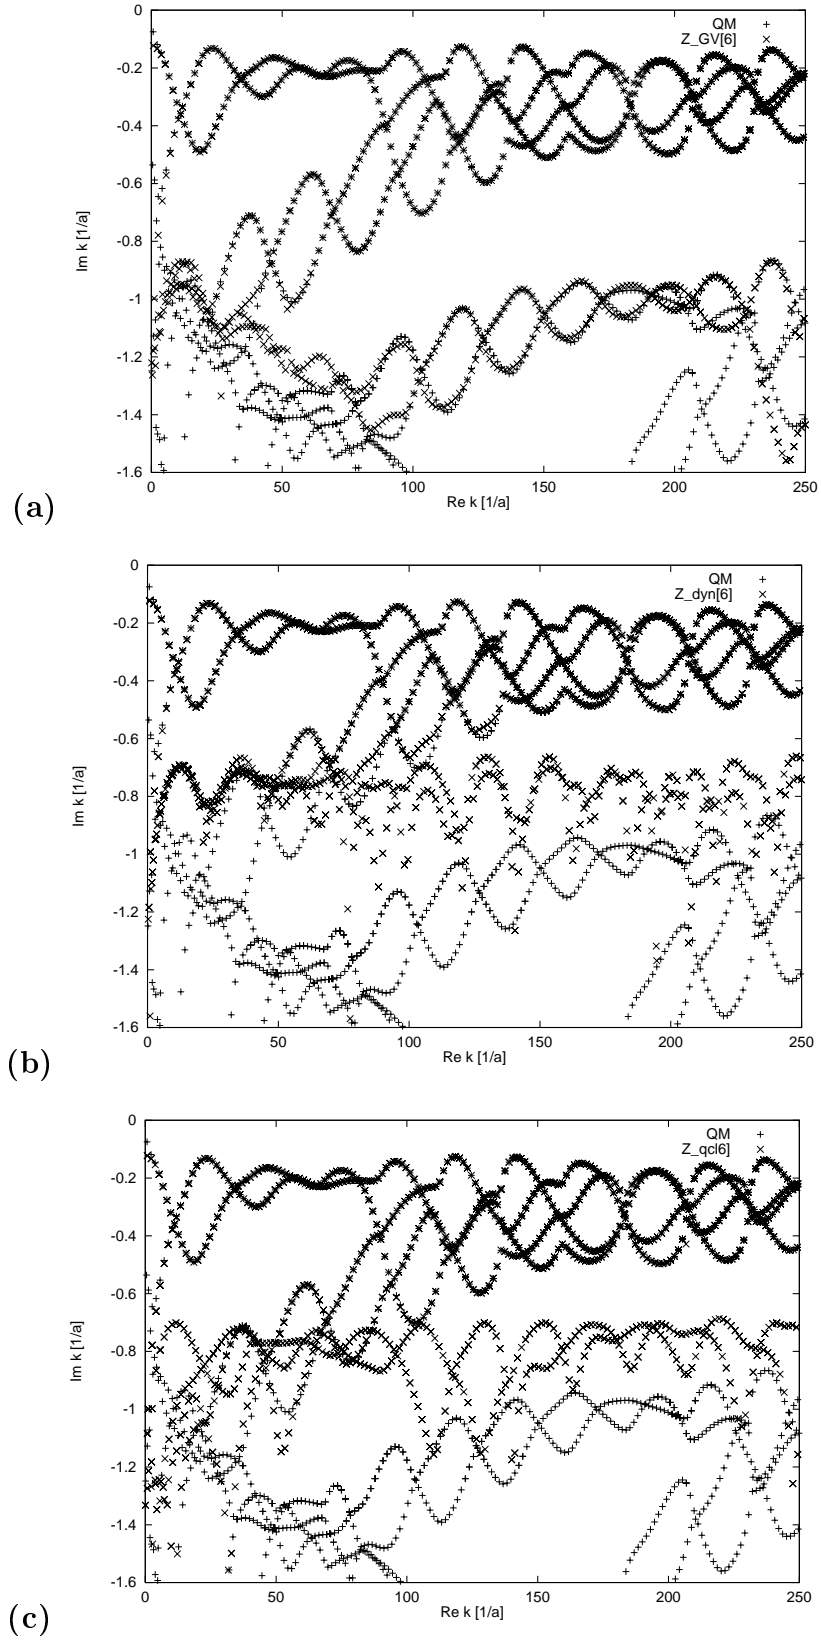 0
-0.2
-0.4
-0.6
-0.8
-1
-1.2
-1.4
-1.6
0 50 100 150 200 250
Im k [1/a]
Re k [1/a]
QM
Z_GV[6]
(a)
0
-0.2
-0.4
-0.6
-0.8
-1
-1.2
-1.4
-1.6
0 50 100 150 200 250
Im k [1/a]
Re k [1/a]
QM
Z_dyn[6]
(b)
0
-0.2
-0.4
-0.6
-0.8
-1
-1.2
-1.4
-1.6
0 50 100 150 200 250
Im k [1/a]
Re k [1/a]
QM
Z_qcl6]
(c)